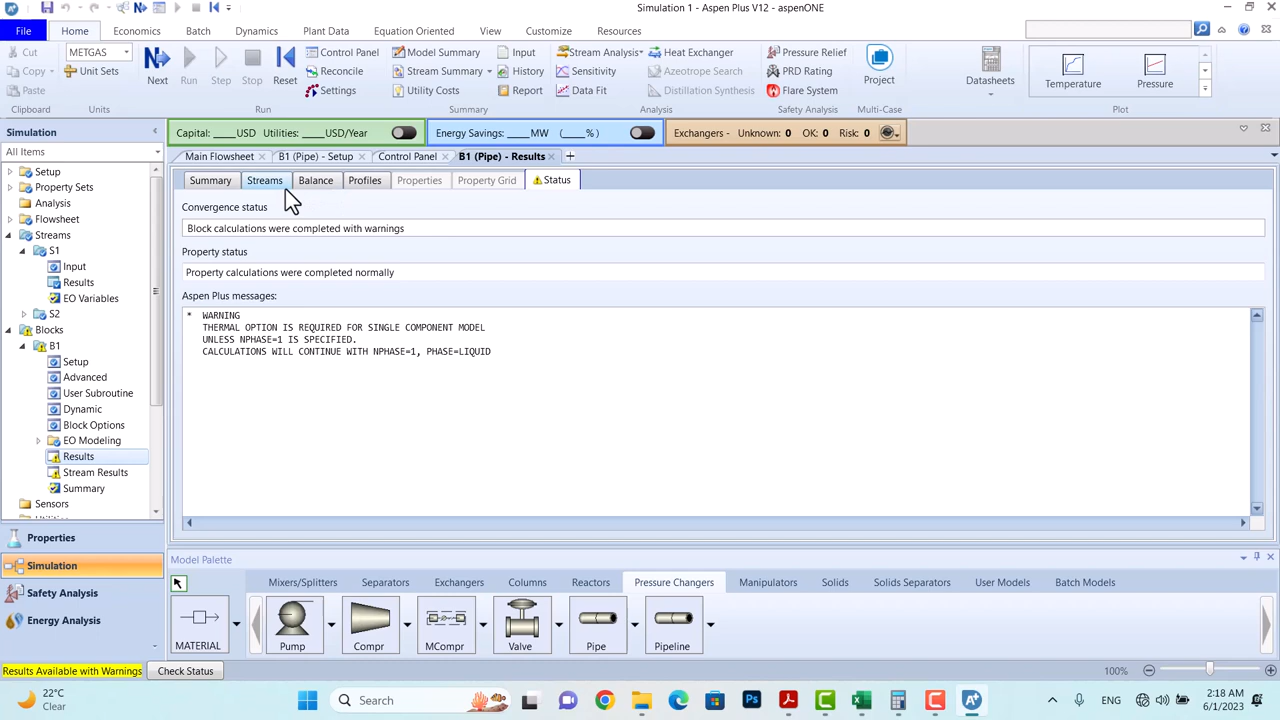 Simulation 1 - Aspen Plus V12 - aspenONE
File
Home
Economics
Batch
Dynamics
Plant Data
Equation Oriented
View
Customize
Resources
Cut
METGAS
Copy
Unit Sets
Paste
Clipboard
Units
Next
Run
Step
Stop
Reset
Control Panel
Reconcile
Settings
Run
Model Summary
Input
Stream Summary
History
Utility Costs
Report
Summary
Stream Analysis
Heat Exchanger
Sensitivity
Azeotrope Search
Data Fit
Distillation Synthesis
Analysis
Pressure Relief
PRD Rating
Flare System
Safety Analysis
Project
Multi-Case
Datasheets
Temperature
Pressure
Plot
Simulation
Capital: ____USD Utilities: ____USD/Year
Energy Savings: ____MW (____%)
Exchangers - Unknown: 0 OK: 0 Risk: 0
All Items
Main Flowsheet
B1 (Pipe) - Setup
Control Panel
B1 (Pipe) - Results
Setup
Property Sets
Analysis
Flowsheet
Streams
S1
Input
Results
EO Variables
S2
Blocks
B1
Setup
Advanced
User Subroutine
Dynamic
Block Options
EO Modeling
Results
Stream Results
Summary
Sensors
Summary
Streams
Balance
Profiles
Properties
Property Grid
Status
Convergence status
Block calculations were completed with warnings
Property status
Property calculations were completed normally
Aspen Plus messages:
* WARNING
THERMAL OPTION IS REQUIRED FOR SINGLE COMPONENT MODEL
UNLESS NPHASE=1 IS SPECIFIED.
CALCULATIONS WILL CONTINUE WITH NPHASE=1, PHASE=LIQUID
Properties
Simulation
Safety Analysis
Energy Analysis
Model Palette
Mixers/Splitters
Separators
Exchangers
Columns
Reactors
Pressure Changers
Manipulators
Solids
Solids Separators
User Models
Batch Models
MATERIAL
Pump
Compr
MCompr
Valve
Pipe
Pipeline
Results Available with Warnings
Check Status
100%
22°C
Clear
Search
ENG
2:18 AM
6/1/2023